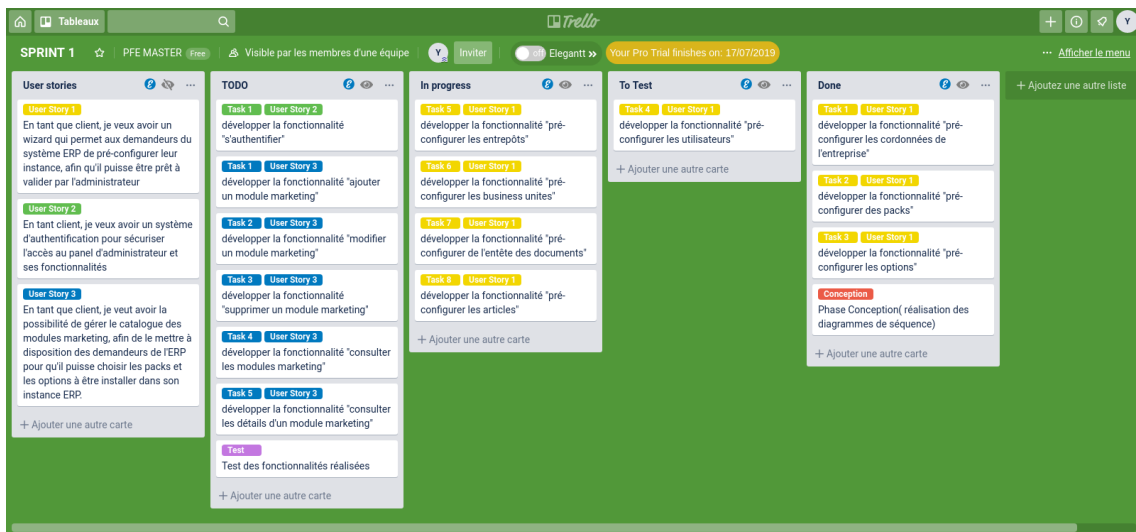 Tableaux
Trello
Y
SPRINT 1
PFE MASTER Free
Visible par les membres d'une équipe
Y
Inviter
off Elegantt »
Your Pro Trial finishes on: 17/07/2019
... Afficher le menu
User stories
User Story 1
En tant que client, je veux avoir un
wizard qui permet aux demandeurs du
système ERP de pré-configurer leur
instance, afin qu'il puisse être prêt à
valider par l'administrateur
User Story 2
En tant client, je veux avoir un système
d'authentification pour sécuriser
l'accès au panel d'administrateur et
ses fonctionnalités
User Story 3
En tant que client, je veut avoir la
possibilité de gérer le catalogue des
modules marketing, afin de le mettre à
disposition des demandeurs de l'ERP
pour qu'il puisse choisir les packs et
les options à être installer dans son
instance ERP.
+ Ajouter une autre carte
TODO
Task 1 User Story 2
développer la fonctionnalité
"s'authentifier"
Task 1 User Story 3
développer la fonctionnalité "ajouter
un module marketing"
Task 2 User Story 3
développer la fonctionnalité "modifier
un module marketing"
Task 3 User Story 3
développer la fonctionnalité
"supprimer un module marketing"
Task 4 User Story 3
développer la fonctionnalité "consulter
les modules marketing"
Task 5 User Story 3
développer la fonctionnalité "consulter
les détails d'un module marketing"
Test
Test des fonctionnalités réalisées
+ Ajouter une autre carte
In progress
Task 5 User Story 1
développer la fonctionnalité "pré-
configurer les entrepôts"
Task 6 User Story 1
développer la fonctionnalité "pré-
configurer les business unites"
Task 7 User Story 1
développer la fonctionnalité "pré-
configurer de l'entête des documents"
Task 8 User Story 1
développer la fonctionnalité "pré-
configurer les articles"
+ Ajouter une autre carte
To Test
Task 4 User Story 1
développer la fonctionnalité "pré-
configurer les utilisateurs"
+ Ajouter une autre carte
Done
Task 1 User Story 1
développer la fonctionnalité "pré-
configurer les cordonnées de
l'entreprise"
Task 2 User Story 1
développer la fonctionnalité "pré-
configurer des packs"
Task 3 User Story 1
développer la fonctionnalité "pré-
configurer les options"
Conception
Phase Conception( réalisation des
diagrammes de séquence)
+ Ajouter une autre carte
+ Ajoutez une autre liste